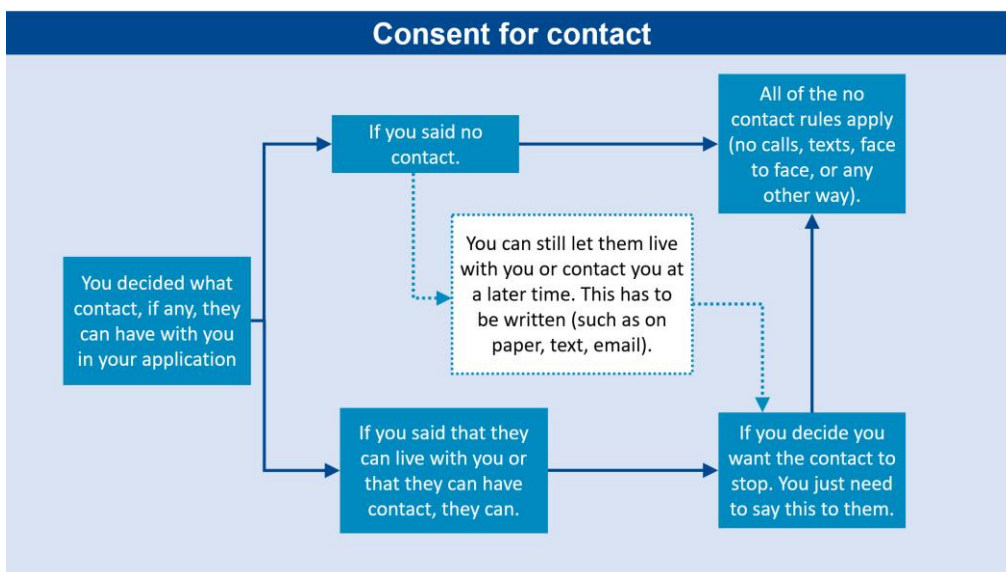 Consent for contact
If you said no
contact.
All of the no
contact rules apply
(no calls, texts, face
to face, or any
other way).
You can still let them live
with you or contact you at
a later time. This has to
be written (such as on
paper, text, email).
You decided what
contact, if any, they
can have with you
in your application
If you said that they
can live with you or
that they can have
contact, they can.
If you decide you
want the contact to
stop. You just need
to say this to them.